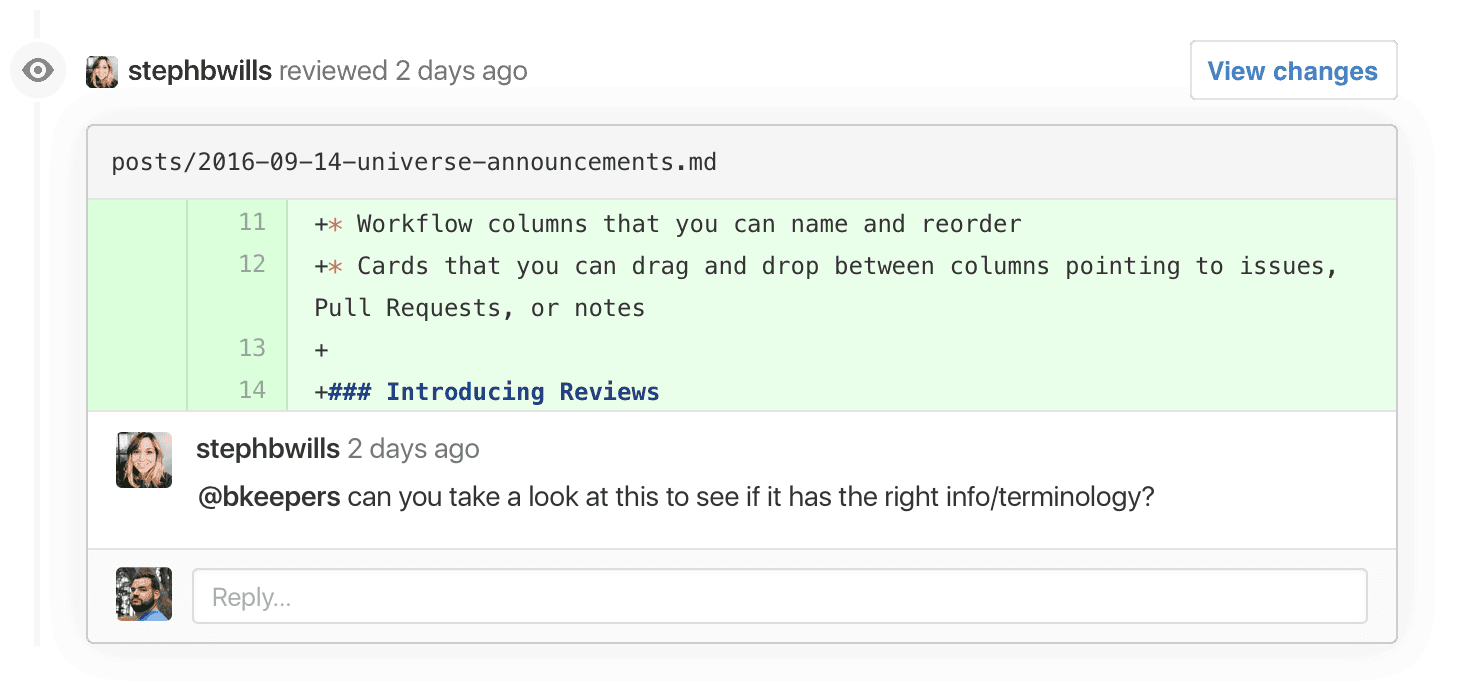 stephbwills reviewed 2 days ago
View changes
posts/2016-09-14-universe-announcements.md
11 +* Workflow columns that you can name and reorder
12 +* Cards that you can drag and drop between columns pointing to issues,
Pull Requests, or notes
13 +
14 +### Introducing Reviews
stephbwills 2 days ago
@bkeepers can you take a look at this to see if it has the right info/terminology?
Reply...